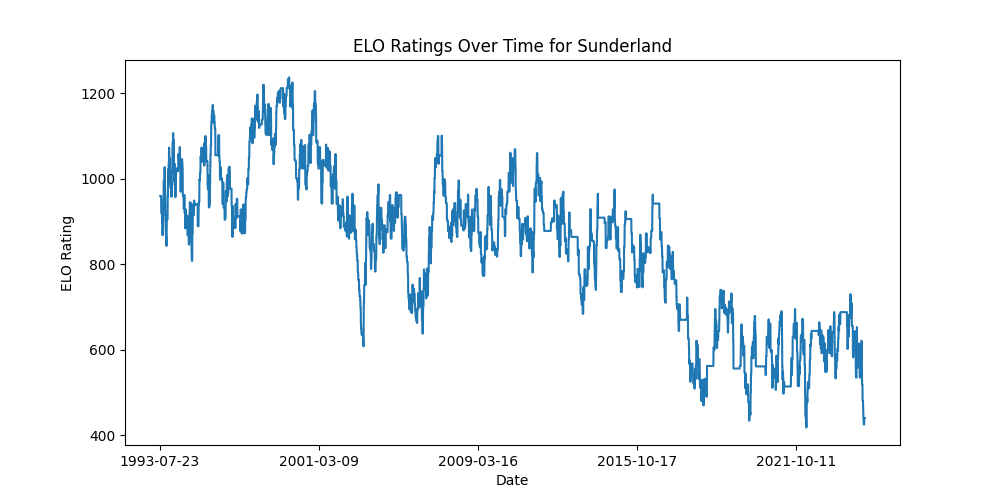 ELO Ratings Over Time for Sunderland
ELO Rating
1200
1000
800
600
400
1993-07-23 2001-03-09 2009-03-16 2015-10-17 2021-10-11
Date